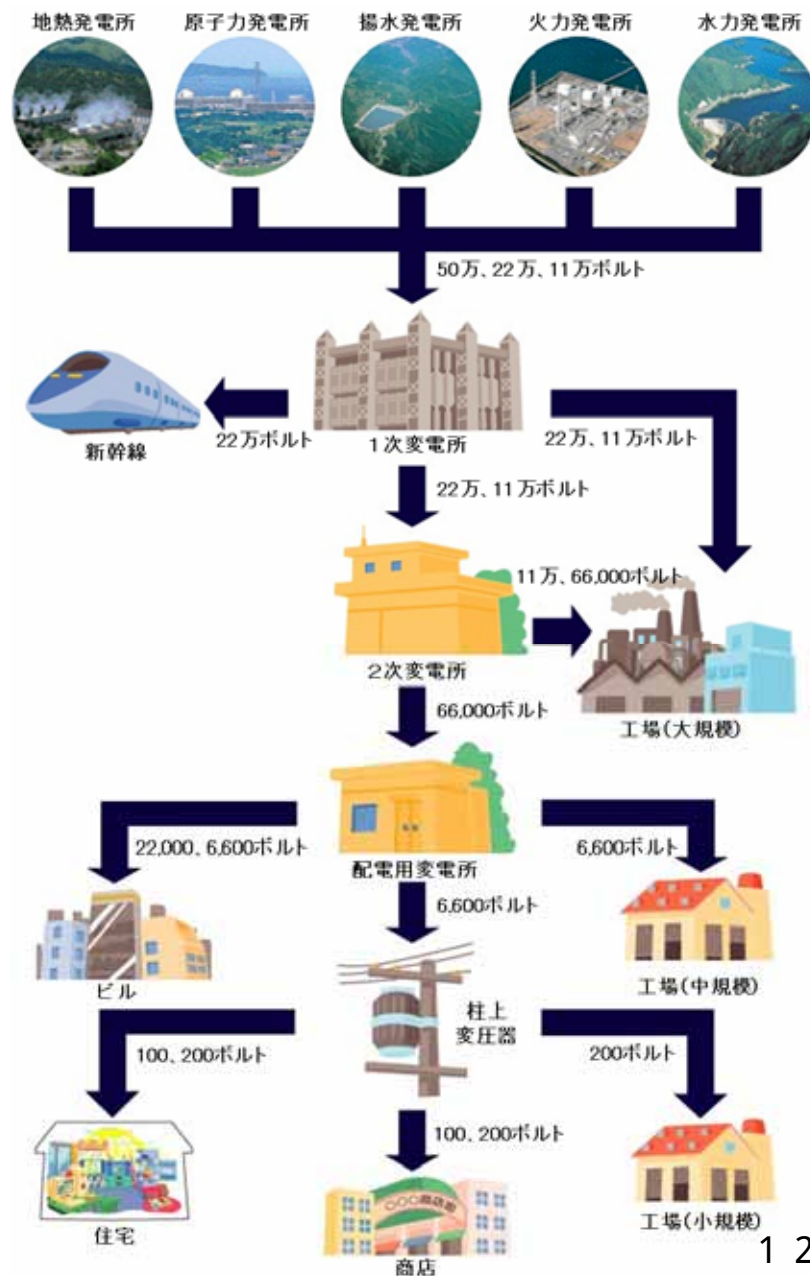 地熱発電所
原子力発電所
揚水発電所
火力発電所
水力発電所
50万、22万、11万ボルト
新幹線
22万ボルト
1次変電所
22万、11万ボルト
22万、11万ボルト
11万、66,000ボルト
2次変電所
工場(大規模)
66,000ボルト
22,000、6,600ボルト
配電用変電所
6,600ボルト
6,600ボルト
ビル
工場(中規模)
柱上
変圧器
100、200ボルト
200ボルト
100、200ボルト
〇〇〇商店街
住宅
商店
工場(小規模)
12